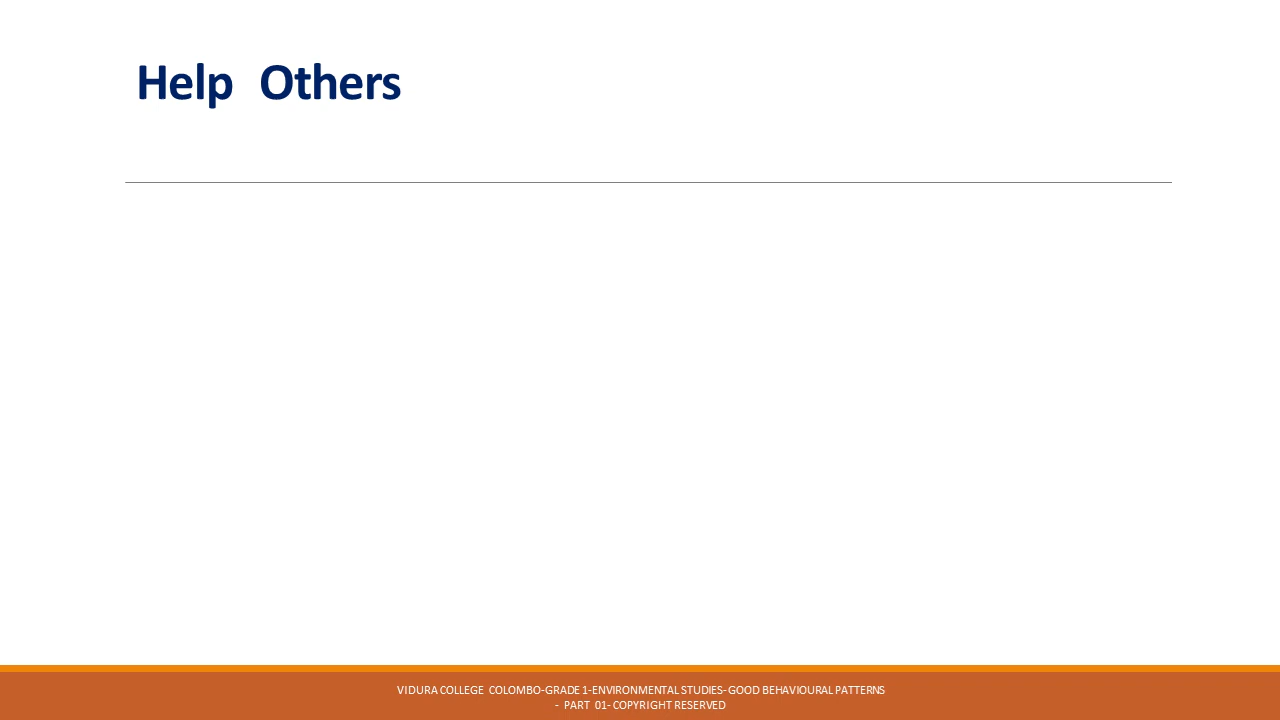 Help Others
VIDURA COLLEGE COLOMBO-GRADE 1-ENVIRONMENTAL STUDIES-GOOD BEHAVIOURAL PATTERNS
- PART 01- COPYRIGHT RESERVED